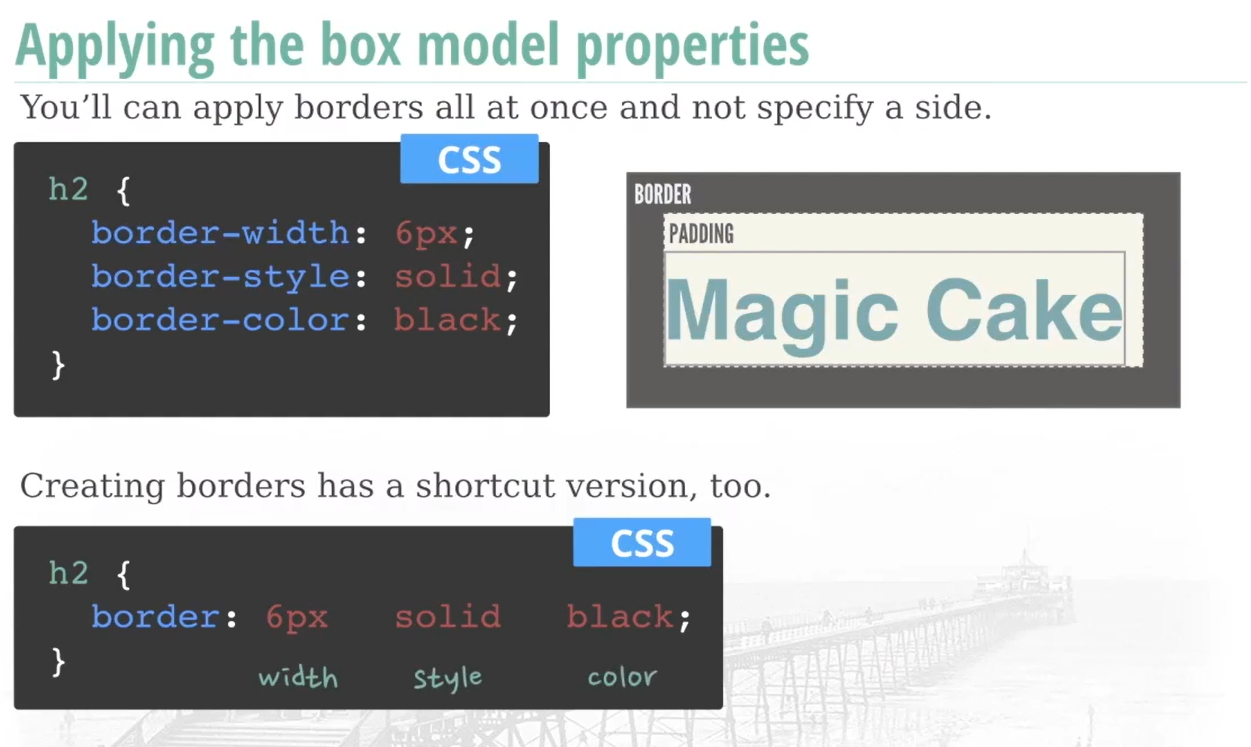 Applying the box model properties
You’ll can apply borders all at once and not specify a side.
CSS
h2 {
border-width: 6px;
border-style: solid;
border-color: black;
}
BORDER
PADDING
Magic Cake
Creating borders has a shortcut version, too.
CSS
h2 {
border: 6px solid black;
}
width style color